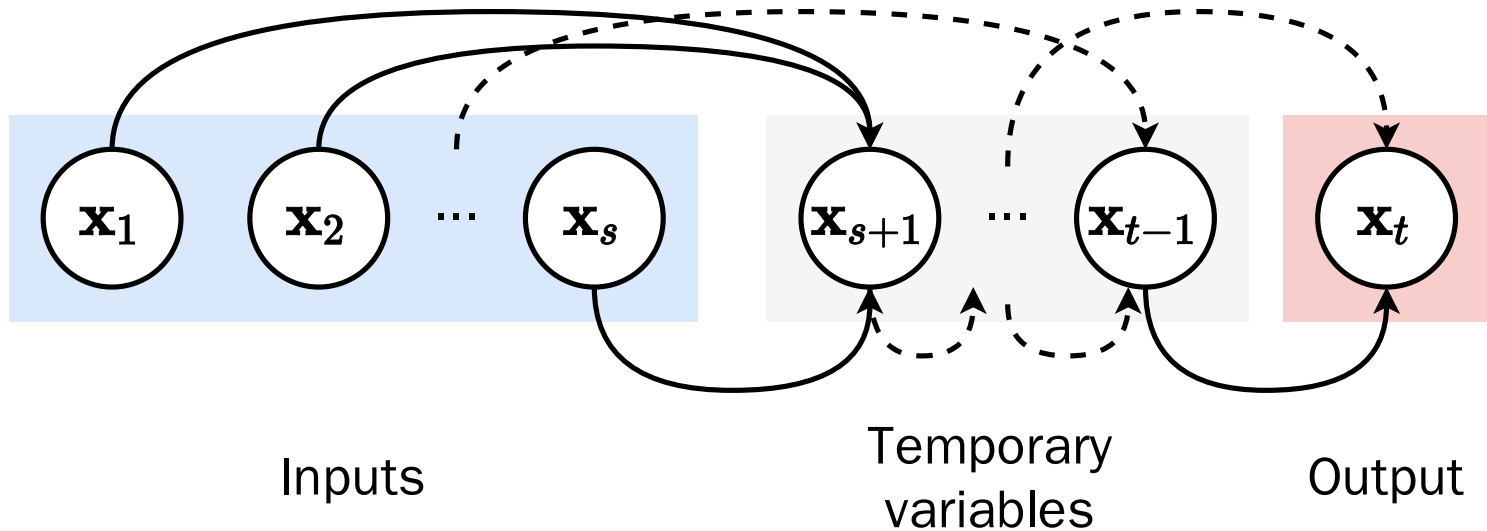 x₁ x₂ ... xₛ xₛ₊₁ ... xₜ₋₁ xₜ
Inputs
Temporary
variables
Output